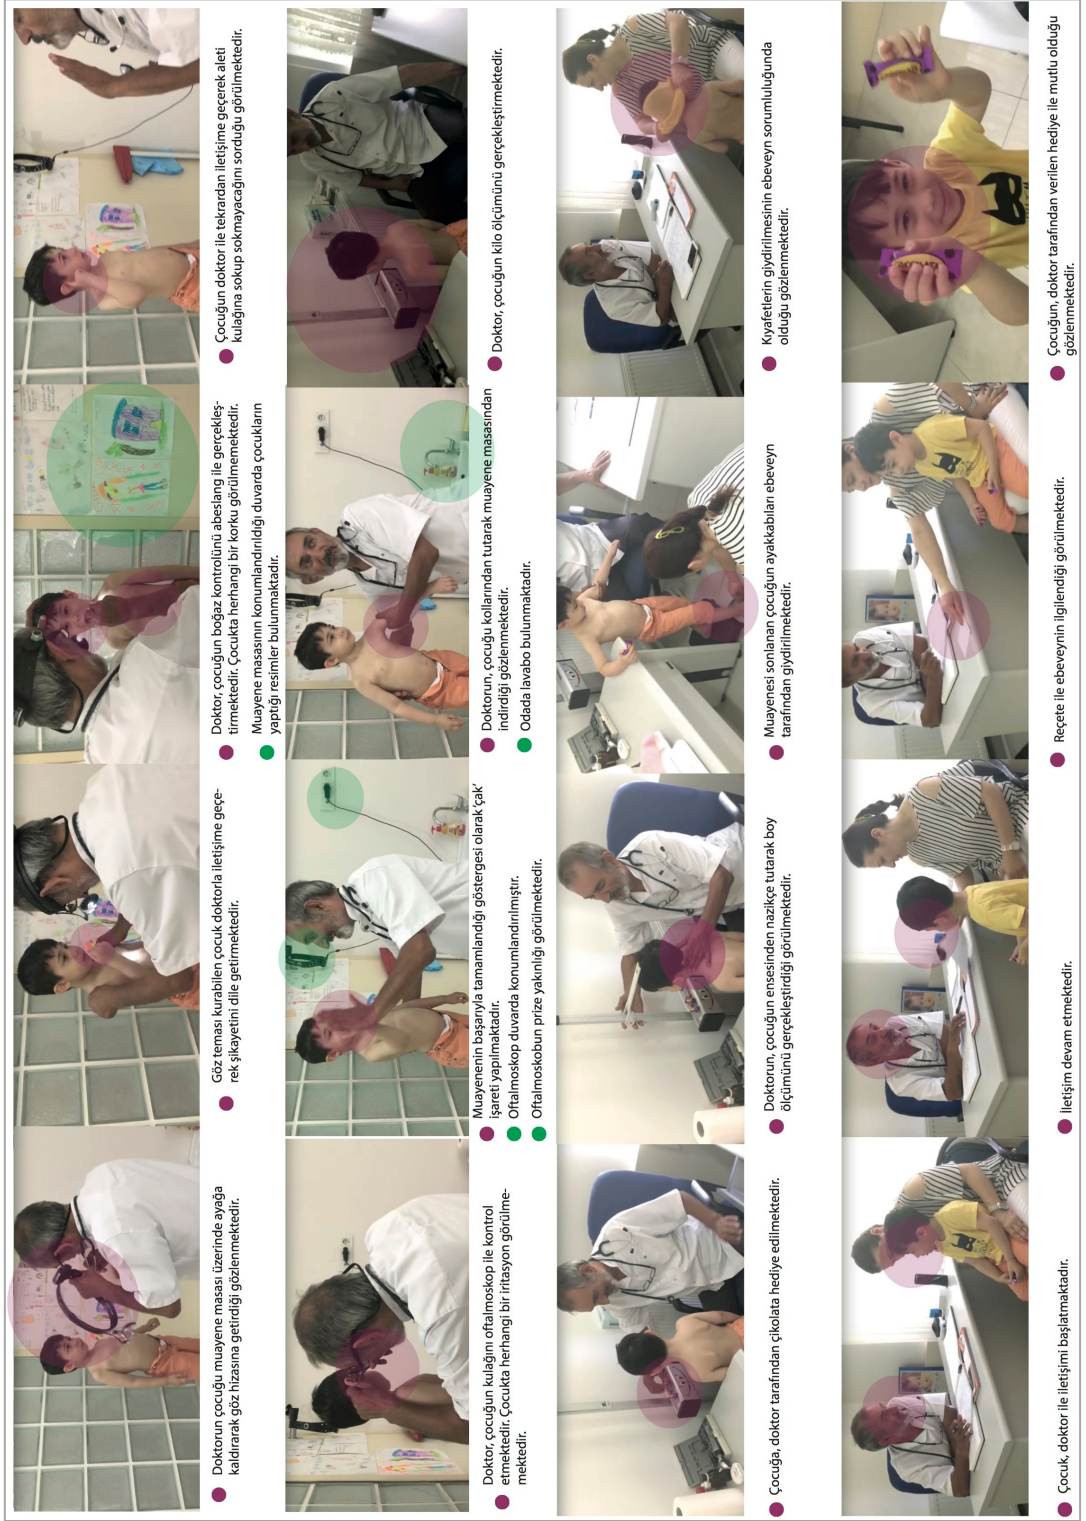 Doktorun çocuğu muayene masası üzerinde ayağa
kaldırarak göz hizasına getirdiği gözlenmektedir.
Göz teması kurabilen çocuk doktorla iletişime geçe-
rek şikayetini dile getirmektedir.
Doktor, çocuğun boğaz kontrolünü abeslang ile gerçekleş-
tirmektedir. Çocukta herhangi bir korku görülmemektedir.
Muayene masasının konumlandırıldığı duvarda çocukların
yaptığı resimler bulunmaktadır.
Çocuğun doktor ile tekrardan iletişime geçerek aleti
kulağına sokup sokmayacağını sorduğu görülmektedir.
Doktor, çocuğun kulağını oftalmoskop ile kontrol
etmektedir. Çocukta herhangi bir iritasyon görülme-
mektedir.
Muayenenin başarıyla tamamlandığı göstergesi olarak ‘çak’
işareti yapılmaktadır.
Oftalmoskop duvarda konumlandırılmıştır.
Oftalmoskobun prize yakınlığı görülmektedir.
Doktorun, çocuğu kollarından tutarak muayene masasından
indirdiği gözlenmektedir.
Odada lavabo bulunmaktadır.
Doktor, çocuğun kilo ölçümünü gerçekleştirmektedir.
Çocuğa, doktor tarafından çikolata hediye edilmektedir.
Doktorun, çocuğun ensesinden nazikçe tutarak boy
ölçümünü gerçekleştirdiği görülmektedir.
Muayenesi sonlanan çocuğun ayakkabıları ebeveyn
tarafından giydirilmektedir.
Kıyafetlerin giydirilmesinin ebeveyn sorumluluğunda
olduğu gözlenmektedir.
Çocuk, doktor ile iletişimi başlatmaktadır.
İletişim devam etmektedir.
Reçete ile ebeveynin ilgilendiği görülmektedir.
Çocuğun, doktor tarafından verilen hediye ile mutlu olduğu
gözlenmektedir.